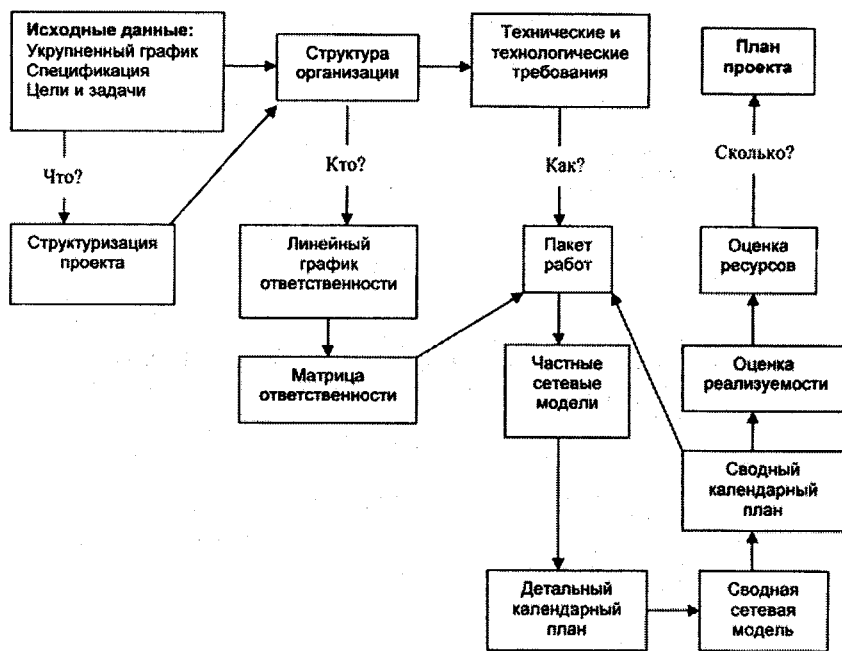 Исходные данные:
Укрупненный график
Спецификация
Цели и задачи
Структура
организации
Технические и
технологические
требования
План
проекта
Что?
Кто?
Как?
Сколько?
Структуризация
проекта
Линейный
график
ответственности
Пакет
работ
Оценка
ресурсов
Матрица
ответственности
Частные
сетевые
модели
Оценка
реализуемости
Сводный
календарный
план
Детальный
календарный
план
Сводная
сетевая
модель